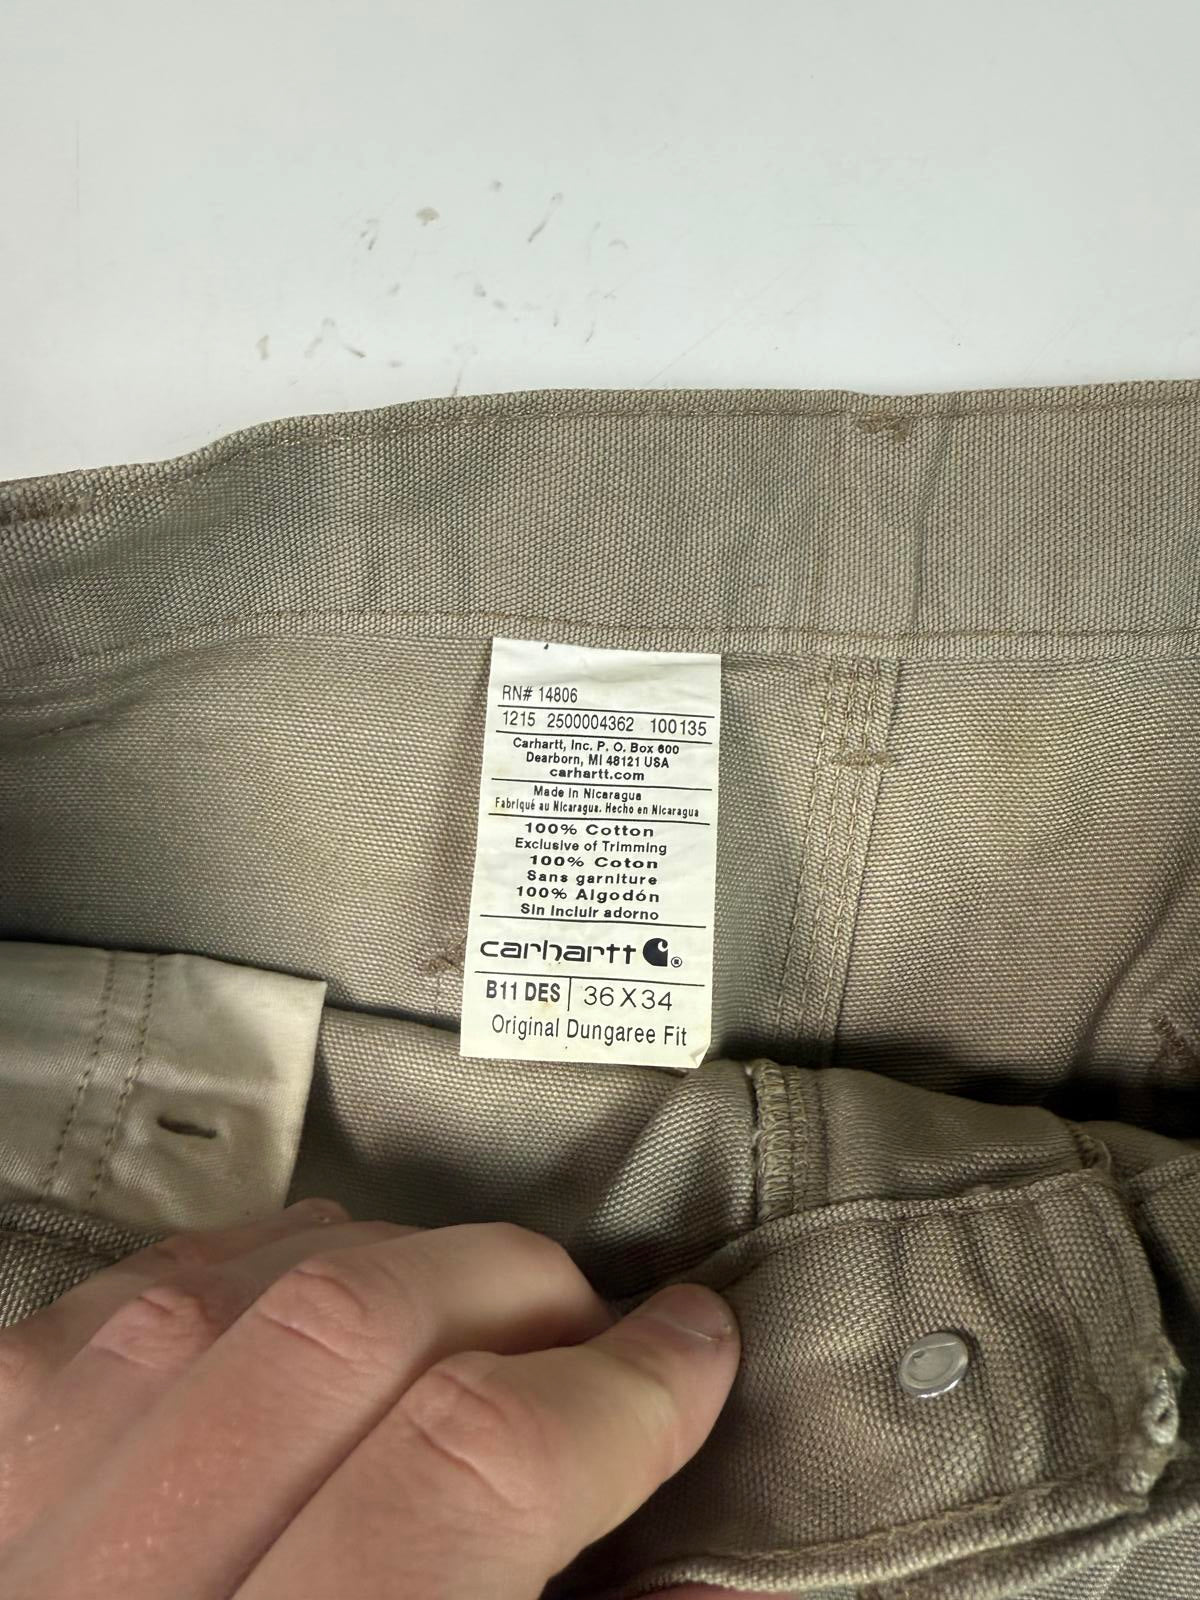 RN# 14806
1215 2500004362 100135
Carhartt, Inc. P. O. Box 600
Dearborn, MI 48121 USA
carhartt.com
Made in Nicaragua
Fabriqué au Nicaragua. Hecho en Nicaragua
100% Cotton
Exclusive of Trimming
100% Coton
Sans garniture
100% Algodón
Sin incluir adorno
carhartt ®
B11 DES 36X34
Original Dungaree Fit